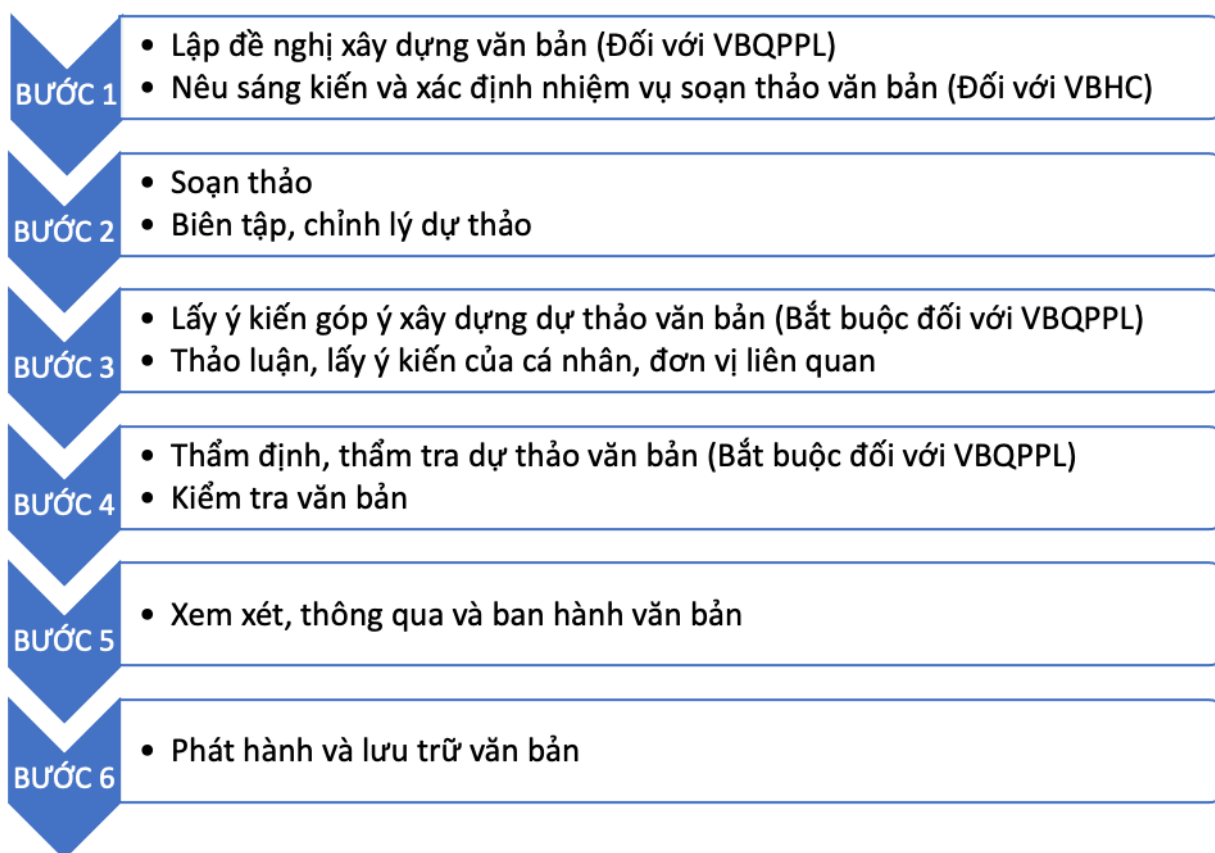 BƯỚC 1
• Lập đề nghị xây dựng văn bản (Đối với VBQPPL)
• Nêu sáng kiến và xác định nhiệm vụ soạn thảo văn bản (Đối với VBHC)
BƯỚC 2
• Soạn thảo
• Biên tập, chỉnh lý dự thảo
BƯỚC 3
• Lấy ý kiến góp ý xây dựng dự thảo văn bản (Bắt buộc đối với VBQPPL)
• Thảo luận, lấy ý kiến của cá nhân, đơn vị liên quan
BƯỚC 4
• Thẩm định, thẩm tra dự thảo văn bản (Bắt buộc đối với VBQPPL)
• Kiểm tra văn bản
BƯỚC 5
• Xem xét, thông qua và ban hành văn bản
BƯỚC 6
• Phát hành và lưu trữ văn bản